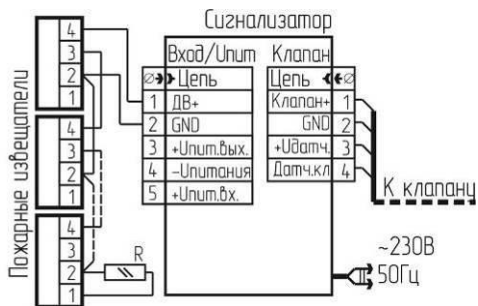 Сигнализатор
Вход/Uпит Клапан
Цепь Цепь
1 ДВ+ Клапан+ 1
2 GND GND 2
3 +Uпит.вых. +Uдатч. 3
4 –Uпитания Датч.кл 4
5 +Uпит.вх.
К клапану
~230В
50Гц
Пожарные извещатели
4
3
2
1
4
3
2
1
4
3
2
1
R